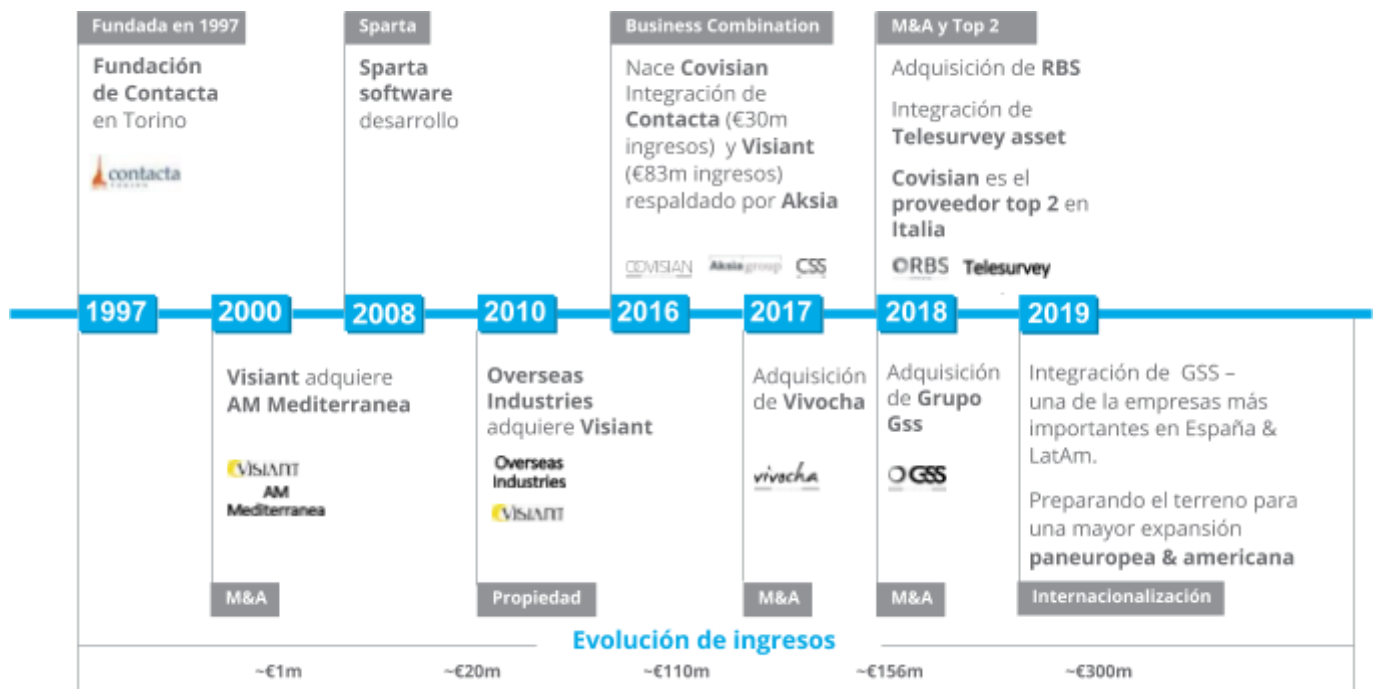 Fundada en 1997
Fundación
de Contacta
en Torino
contacta
TORINO
Sparta
Sparta
software
desarrollo
Business Combination
Nace Covisian
Integración de
Contacta (€30m
ingresos) y Visiant
(€83m ingresos)
respaldado por Aksia
COVISIAN Aksia group CSS
M&A y Top 2
Adquisición de RBS
Integración de
Telesurvey asset
Covisian es el
proveedor top 2 en
Italia
RBS Telesurvey
1997 2000 2008 2010 2016 2017 2018 2019
Visiant adquiere
AM Mediterranea
VISIANT
AM
Mediterranea
M&A
Overseas
Industries
adquiere Visiant
Overseas
Industries
VISIANT
Propiedad
Adquisición
de Vivocha
vivocha
M&A
Adquisición
de Grupo
Gss
GSS
M&A
Integración de GSS –
una de la empresas más
importantes en España &
LatAm.
Preparando el terreno para
una mayor expansión
paneuropea & americana
Internacionalización
Evolución de ingresos
~€1m ~€20m ~€110m ~€156m ~€300m